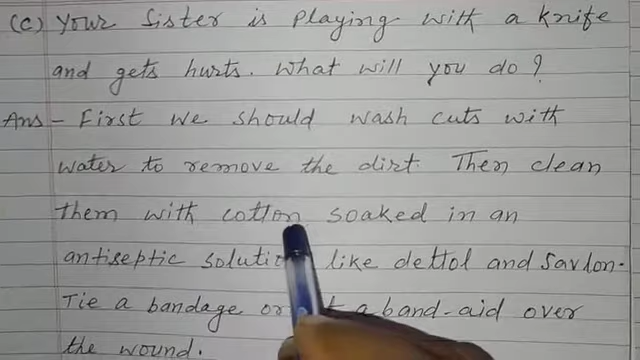 (c) Your Sister is playing with a knife
and gets hurts. What will you do?
Ans - First we should wash cuts with
water to remove the dirt. Then clean
them with cotton soaked in an
antiseptic solution like dettol and savlon.
Tie a bandage or a band-aid over
the wound.